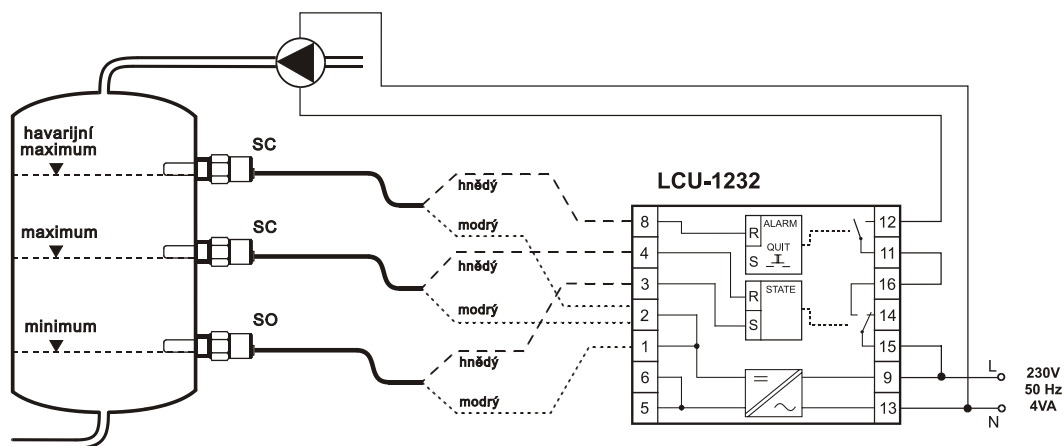 havarijní
maximum
SC
maximum
SC
minimum
SO
hnědý
modrý
hnědý
modrý
hnědý
modrý
LCU-1232
8
4
3
2
1
6
5
R
ALARM
S
QUIT
R
STATE
S
12
11
16
14
15
9
13
L
N
230V
50 Hz
4VA